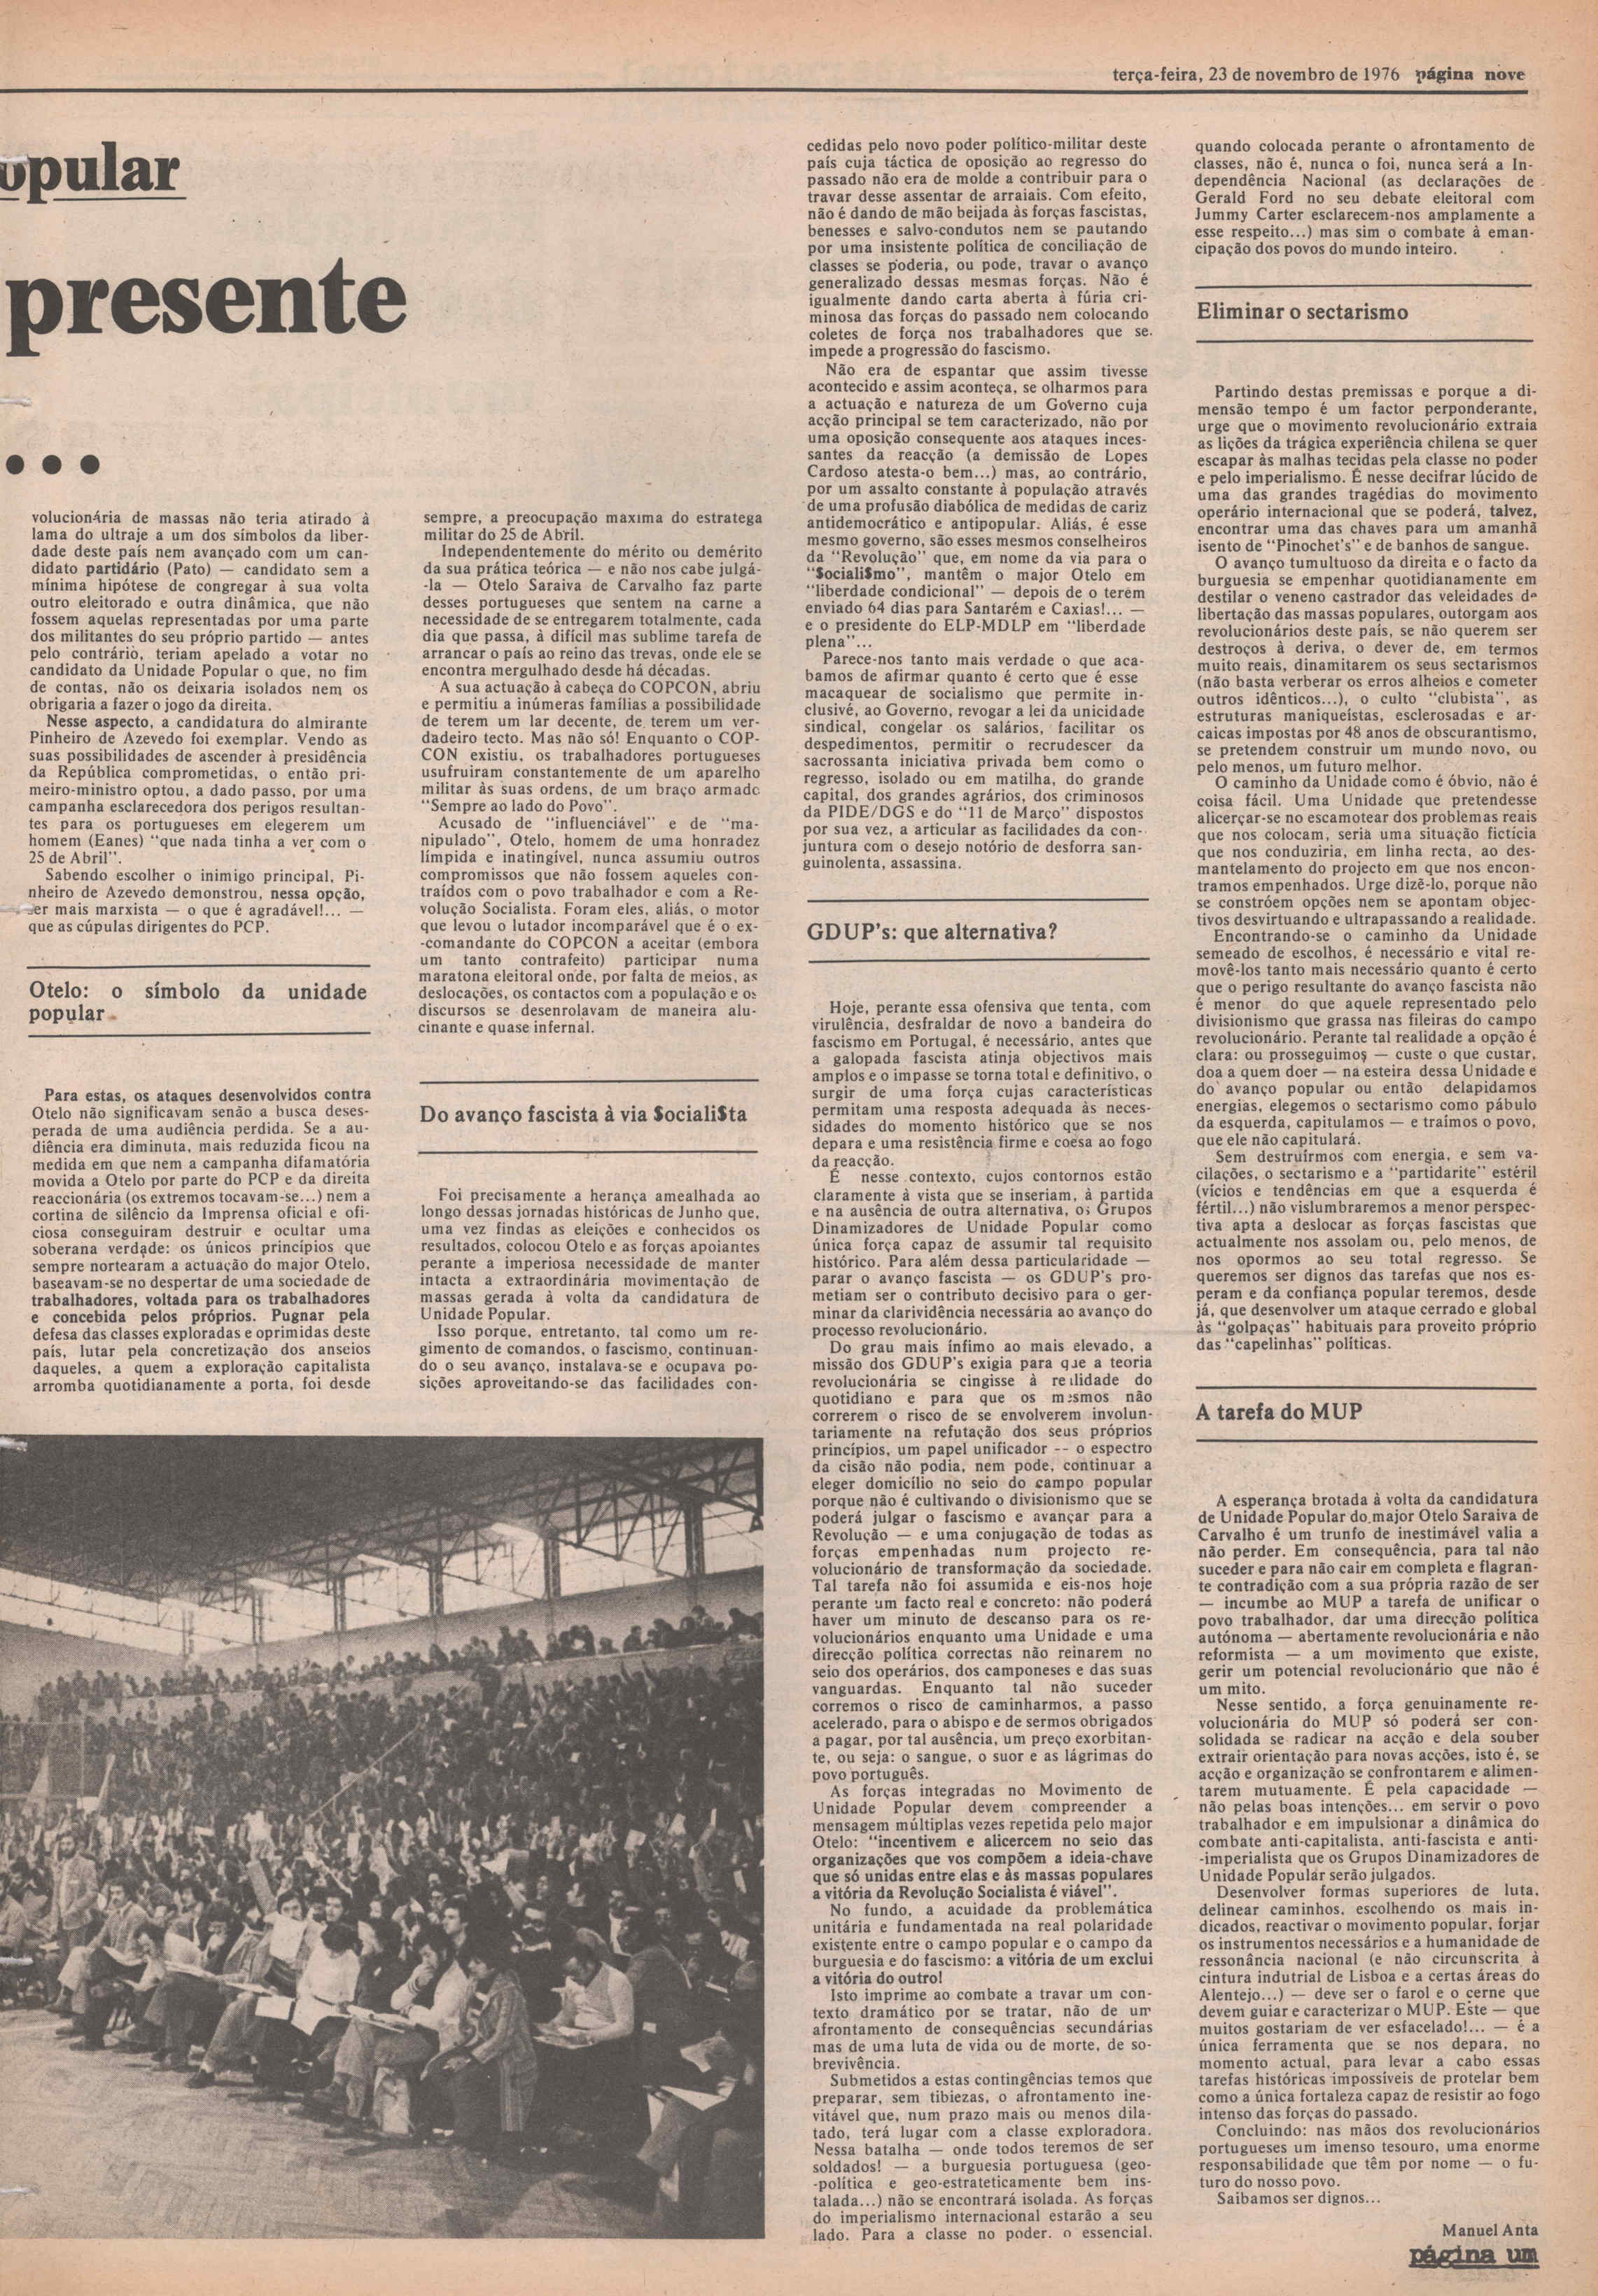 terça-feira, 23 de novembro de 1976 página nove
opular
presente
...
volucionária de massas não teria atirado à
lama do ultraje a um dos símbolos da liber-
dade deste país nem avançado com um can-
didato partidário (Pato) — candidato sem a
mínima hipótese de congregar à sua volta
outro eleitorado e outra dinâmica, que não
fossem aquelas representadas por uma parte
dos militantes do seu próprio partido — antes
pelo contrário, teriam apelado a votar no
candidato da Unidade Popular o que, no fim
de contas, não os deixaria isolados nem os
obrigaria a fazer o jogo da direita.
Nesse aspecto, a candidatura do almirante
Pinheiro de Azevedo foi exemplar. Vendo as
suas possibilidades de ascender à presidência
da República comprometidas, o então pri-
meiro-ministro optou, a dado passo, por uma
campanha esclarecedora dos perigos resultan-
tes para os portugueses em elegerem um
homem (Eanes) "que nada tinha a ver com o
25 de Abril".
Sabendo escolher o inimigo principal, Pi-
nheiro de Azevedo demonstrou, nessa opção,
ser mais marxista — o que é agradável!... —
que as cúpulas dirigentes do PCP.
Otelo: o símbolo da unidade
popular
Para estas, os ataques desenvolvidos contra
Otelo não significavam senão a busca deses-
perada de uma audiência perdida. Se a au-
diência era diminuta, mais reduzida ficou na
medida em que nem a campanha difamatória
movida a Otelo por parte do PCP e da direita
reaccionária (os extremos tocavam-se...) nem a
cortina de silêncio da Imprensa oficial e ofi-
ciosa conseguiram destruir e ocultar uma
soberana verdade: os únicos princípios que
sempre nortearam a actuação do major Otelo,
baseavam-se no despertar de uma sociedade de
trabalhadores, voltada para os trabalhadores
e concebida pelos próprios. Pugnar pela
defesa das classes exploradas e oprimidas deste
país, lutar pela concretização dos anseios
daqueles, a quem a exploração capitalista
arromba quotidianamente a porta, foi desde
sempre, a preocupação maxima do estratega
militar do 25 de Abril.
Independentemente do mérito ou demérito
da sua prática teórica — e não nos cabe julgá-
-la — Otelo Saraiva de Carvalho faz parte
desses portugueses que sentem na carne a
necessidade de se entregarem totalmente, cada
dia que passa, à difícil mas sublime tarefa de
arrancar o país ao reino das trevas, onde ele se
encontra mergulhado desde há décadas.
A sua actuação à cabeça do COPCON, abriu
e permitiu a inúmeras famílias a possibilidade
de terem um lar decente, de terem um ver-
dadeiro tecto. Mas não só! Enquanto o COP-
CON existiu, os trabalhadores portugueses
usufruiram constantemente de um aparelho
militar às suas ordens, de um braço armado
"Sempre ao lado do Povo".
Acusado de "influenciável" e de "ma-
nipulado", Otelo, homem de uma honradez
límpida e inatingível, nunca assumiu outros
compromissos que não fossem aqueles con-
traídos com o povo trabalhador e com a Re-
volução Socialista. Foram eles, aliás, o motor
que levou o lutador incomparável que é o ex-
-comandante do COPCON a aceitar (embora
um tanto contrafeito) participar numa
maratona eleitoral onde, por falta de meios, as
deslocações, os contactos com a população e os
discursos se desenrolavam de maneira alu-
cinante e quase infernal.
Do avanço fascista à via $ociali$ta
Foi precisamente a herança amealhada ao
longo dessas jornadas históricas de Junho que,
uma vez findas as eleições e conhecidos os
resultados, colocou Otelo e as forças apoiantes
perante a imperiosa necessidade de manter
intacta a extraordinária movimentação de
massas gerada à volta da candidatura de
Unidade Popular.
Isso porque, entretanto, tal como um re-
gimento de comandos, o fascismo, continuan-
do o seu avanço, instalava-se e ocupava po-
sições aproveitando-se das facilidades con-
cedidas pelo novo poder político-militar deste
país cuja táctica de oposição ao regresso do
passado não era de molde a contribuir para o
travar desse assentar de arraiais. Com efeito,
não é dando de mão beijada às forças fascistas,
benesses e salvo-condutos nem se pautando
por uma insistente política de conciliação de
classes se poderia, ou pode, travar o avanço
generalizado dessas mesmas forças. Não é
igualmente dando carta aberta à fúria cri-
minosa das forças do passado nem colocando
coletes de força nos trabalhadores que se
impede a progressão do fascismo.
Não era de espantar que assim tivesse
acontecido e assim aconteça, se olharmos para
a actuação e natureza de um Governo cuja
acção principal se tem caracterizado, não por
uma oposição consequente aos ataques inces-
santes da reacção (a demissão de Lopes
Cardoso atesta-o bem...) mas, ao contrário,
por um assalto constante à população através
de uma profusão diabólica de medidas de cariz
antidemocrático e antipopular. Aliás, é esse
mesmo governo, são esses mesmos conselheiros
da "Revolução" que, em nome da via para o
"$ociali$mo", mantêm o major Otelo em
"liberdade condicional" — depois de o terem
enviado 64 dias para Santarém e Caxias!... —
e o presidente do ELP-MDLP em "liberdade
plena"...
Parece-nos tanto mais verdade o que aca-
bamos de afirmar quanto é certo que é esse
macaquear de socialismo que permite in-
clusivé, ao Governo, revogar a lei da unicidade
sindical, congelar os salários, facilitar os
despedimentos, permitir o recrudescer da
sacrossanta iniciativa privada bem como o
regresso, isolado ou em matilha, do grande
capital, dos grandes agrários, dos criminosos
da PIDE/DGS e do "11 de Março" dispostos
por sua vez, a articular as facilidades da con-
juntura com o desejo notório de desforra san-
guinolenta, assassina.
GDUP's: que alternativa?
Hoje, perante essa ofensiva que tenta, com
virulência, desfraldar de novo a bandeira do
fascismo em Portugal, é necessário, antes que
a galopada fascista atinja objectivos mais
amplos e o impasse se torna total e definitivo, o
surgir de uma força cujas características
permitam uma resposta adequada às neces-
sidades do momento histórico que se nos
depara e uma resistência firme e coesa ao fogo
da reacção.
É nesse contexto, cujos contornos estão
claramente à vista que se inseriam, à partida
e na ausência de outra alternativa, os Grupos
Dinamizadores de Unidade Popular como
única força capaz de assumir tal requisito
histórico. Para além dessa particularidade —
parar o avanço fascista — os GDUP's pro-
metiam ser o contributo decisivo para o ger-
minar da clarividência necessária ao avanço do
processo revolucionário.
Do grau mais ínfimo ao mais elevado, a
missão dos GDUP's exigia para que a teoria
revolucionária se cingisse à realidade do
quotidiano e para que os mesmos não
correrem o risco de se envolverem involun-
tariamente na refutação dos seus próprios
princípios, um papel unificador -- o espectro
da cisão não podia, nem pode, continuar a
eleger domicílio no seio do campo popular
porque não é cultivando o divisionismo que se
poderá julgar o fascismo e avançar para a
Revolução — e uma conjugação de todas as
forças empenhadas num projecto re-
volucionário de transformação da sociedade.
Tal tarefa não foi assumida e eis-nos hoje
perante um facto real e concreto: não poderá
haver um minuto de descanso para os re-
volucionários enquanto uma Unidade e uma
direcção política correctas não reinarem no
seio dos operários, dos camponeses e das suas
vanguardas. Enquanto tal não suceder
corremos o risco de caminharmos, a passo
acelerado, para o abispo e de sermos obrigados
a pagar, por tal ausência, um preço exorbitan-
te, ou seja: o sangue, o suor e as lágrimas do
povo português.
As forças integradas no Movimento de
Unidade Popular devem compreender a
mensagem múltiplas vezes repetida pelo major
Otelo: "incentivem e alicercem no seio das
organizações que vos compõem a ideia-chave
que só unidas entre elas e às massas populares
a vitória da Revolução Socialista é viável".
No fundo, a acuidade da problemática
unitária e fundamentada na real polaridade
existente entre o campo popular e o campo da
burguesia e do fascismo: a vitória de um exclui
a vitória do outro!
Isto imprime ao combate a travar um con-
texto dramático por se tratar, não de um
afrontamento de consequências secundárias
mas de uma luta de vida ou de morte, de so-
brevivência.
Submetidos a estas contingências temos que
preparar, sem tibiezas, o afrontamento ine-
vitável que, num prazo mais ou menos dila-
tado, terá lugar com a classe exploradora.
Nessa batalha — onde todos teremos de ser
soldados! — a burguesia portuguesa (geo-
-política e geo-estrateticamente bem ins-
talada...) não se encontrará isolada. As forças
do imperialismo internacional estarão a seu
lado. Para a classe no poder, o essencial,
quando colocada perante o afrontamento de
classes, não é, nunca o foi, nunca será a In-
dependência Nacional (as declarações de
Gerald Ford no seu debate eleitoral com
Jummy Carter esclarecem-nos amplamente a
esse respeito...) mas sim o combate à eman-
cipação dos povos do mundo inteiro.
Eliminar o sectarismo
Partindo destas premissas e porque a di-
mensão tempo é um factor perponderante,
urge que o movimento revolucionário extraia
as lições da trágica experiência chilena se quer
escapar às malhas tecidas pela classe no poder
e pelo imperialismo. É nesse decifrar lúcido de
uma das grandes tragédias do movimento
operário internacional que se poderá, talvez,
encontrar uma das chaves para um amanhã
isento de "Pinochet's" e de banhos de sangue.
O avanço tumultuoso da direita e o facto da
burguesia se empenhar quotidianamente em
destilar o veneno castrador das veleidades de
libertação das massas populares, outorgam aos
revolucionários deste país, se não querem ser
destroços à deriva, o dever de, em termos
muito reais, dinamitarem os seus sectarismos
(não basta verberar os erros alheios e cometer
outros idênticos...), o culto "clubista", as
estruturas maniqueístas, esclerosadas e ar-
caicas impostas por 48 anos de obscurantismo,
se pretendem construir um mundo novo, ou
pelo menos, um futuro melhor.
O caminho da Unidade como é óbvio, não é
coisa fácil. Uma Unidade que pretendesse
alicerçar-se no escamotear dos problemas reais
que nos colocam, seria uma situação fictícia
que nos conduziria, em linha recta, ao des-
mantelamento do projecto em que nos encon-
tramos empenhados. Urge dizê-lo, porque não
se constróem opções nem se apontam objec-
tivos desvirtuando e ultrapassando a realidade.
Encontrando-se o caminho da Unidade
semeado de escolhos, é necessário e vital re-
movê-los tanto mais necessário quanto é certo
que o perigo resultante do avanço fascista não
é menor do que aquele representado pelo
divisionismo que grassa nas fileiras do campo
revolucionário. Perante tal realidade a opção é
clara: ou prosseguimos — custe o que custar,
doa a quem doer — na esteira dessa Unidade e
do avanço popular ou então delapidamos
energias, elegemos o sectarismo como pábulo
da esquerda, capitulamos — e traímos o povo,
que ele não capitulará.
Sem destruírmos com energia, e sem va-
cilações, o sectarismo e a "partidarite" estéril
(vícios e tendências em que a esquerda é
fértil...) não vislumbraremos a menor perspec-
tiva apta a deslocar as forças fascistas que
actualmente nos assolam ou, pelo menos, de
nos opormos ao seu total regresso. Se
queremos ser dignos das tarefas que nos es-
peram e da confiança popular teremos, desde
já, que desenvolver um ataque cerrado e global
às "golpaças" habituais para proveito próprio
das "capelinhas" políticas.
A tarefa do MUP
A esperança brotada à volta da candidatura
de Unidade Popular do major Otelo Saraiva de
Carvalho é um trunfo de inestimável valia a
não perder. Em consequência, para tal não
suceder e para não cair em completa e flagran-
te contradição com a sua própria razão de ser
— incumbe ao MUP a tarefa de unificar o
povo trabalhador, dar uma direcção política
autónoma — abertamente revolucionária e não
reformista — a um movimento que existe,
gerir um potencial revolucionário que não é
um mito.
Nesse sentido, a força genuinamente re-
volucionária do MUP só poderá ser con-
solidada se radicar na acção e dela souber
extrair orientação para novas acções, isto é, se
acção e organização se confrontarem e alimen-
tarem mutuamente. É pela capacidade —
não pelas boas intenções... em servir o povo
trabalhador e em impulsionar a dinâmica do
combate anti-capitalista, anti-fascista e anti-
-imperialista que os Grupos Dinamizadores de
Unidade Popular serão julgados.
Desenvolver formas superiores de luta,
delinear caminhos, escolhendo os mais in-
dicados, reactivar o movimento popular, forjar
os instrumentos necessários e a humanidade de
ressonância nacional (e não circunscrita à
cintura indutrial de Lisboa e a certas áreas do
Alentejo...) — deve ser o farol e o cerne que
devem guiar e caracterizar o MUP. Este — que
muitos gostariam de ver esfacelado!... — é a
única ferramenta que se nos depara, no
momento actual, para levar a cabo essas
tarefas históricas impossíveis de protelar bem
como a única fortaleza capaz de resistir ao fogo
intenso das forças do passado.
Concluindo: nas mãos dos revolucionários
portugueses um imenso tesouro, uma enorme
responsabilidade que têm por nome — o fu-
turo do nosso povo.
Saibamos ser dignos...
Manuel Anta
página um